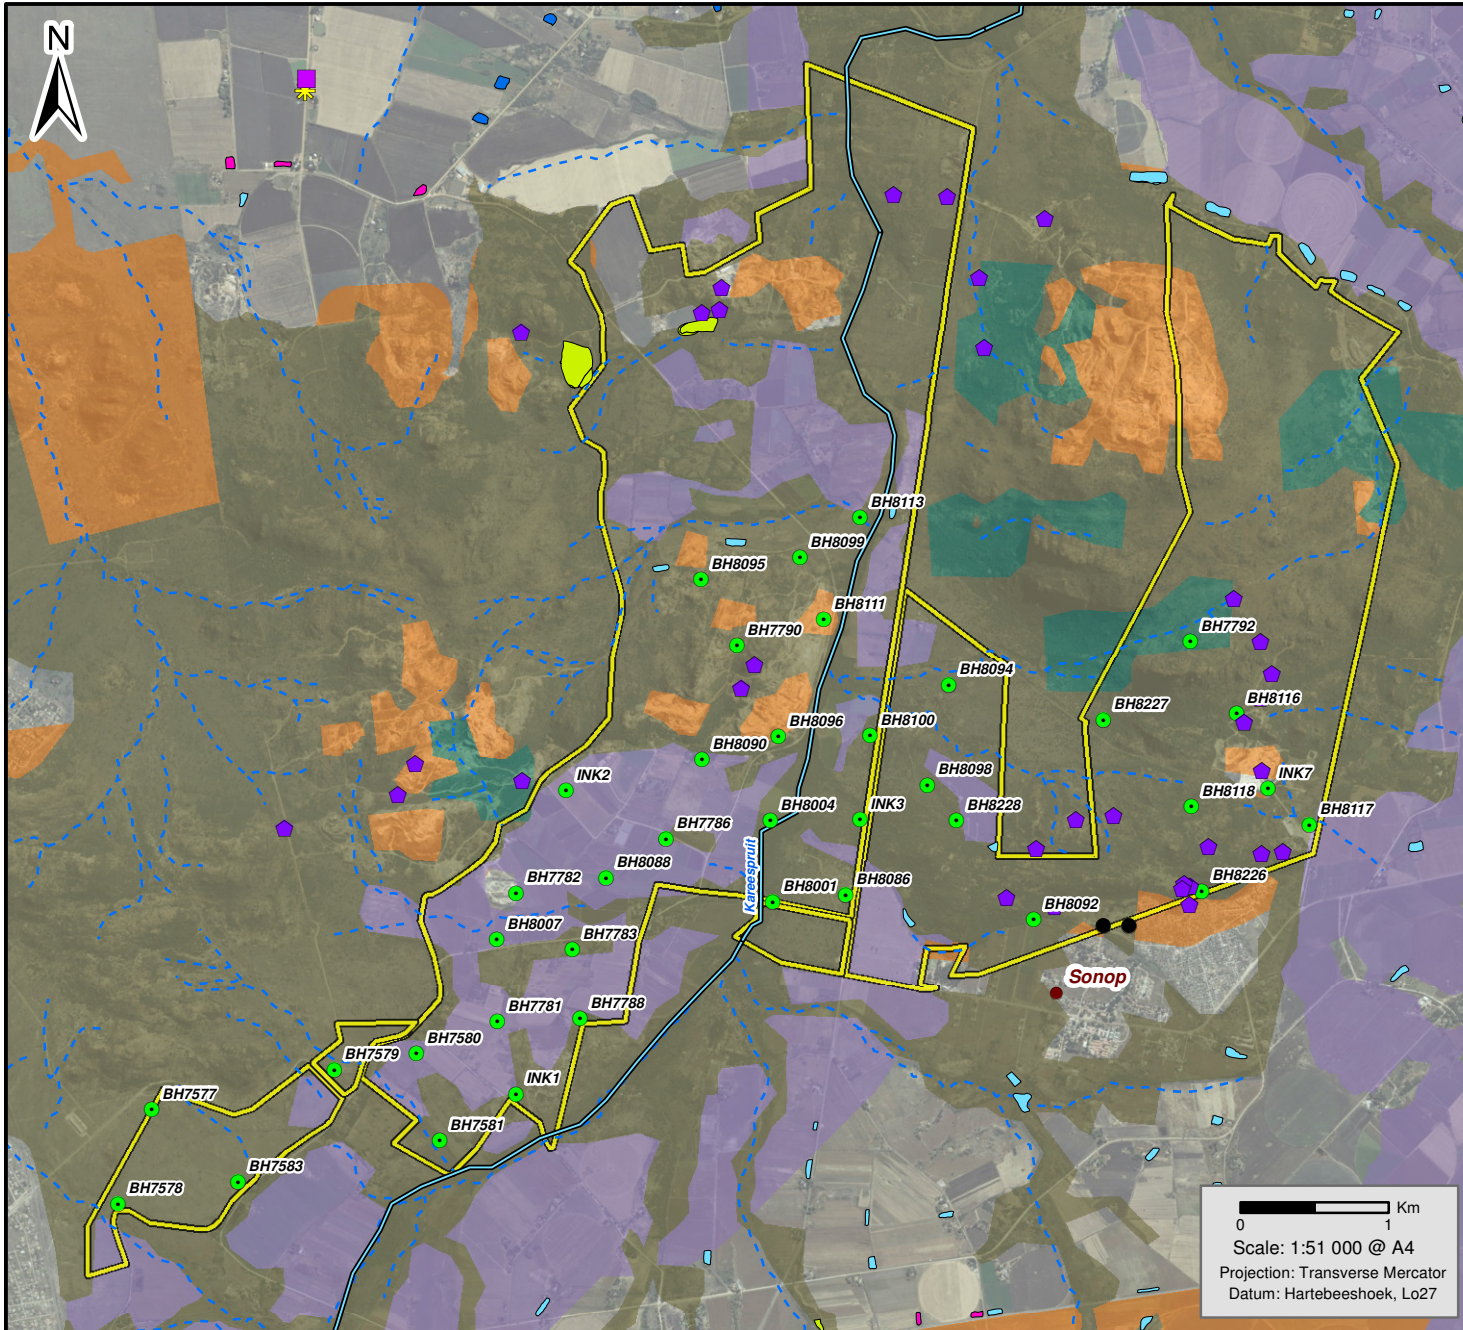 N
BH8113
BH8099
BH8095
BH8111
BH7790
BH7792
BH8094
BH8116
BH8227
BH8096
BH8100
BH8090
INK2
BH8098
INK7
BH8118
BH8004
INK3
BH8228
BH8117
BH7786
Kareespruit
BH8088
BH7782
BH8001
BH8086
BH8226
BH8092
BH8007
BH7783
Sonop
BH7781
BH7788
BH7580
BH7579
INK1
BH7577
BH7581
BH7583
BH7578
Km
0 1
Scale: 1:51 000 @ A4
Projection: Transverse Mercator
Datum: Hartebeeshoek, Lo27